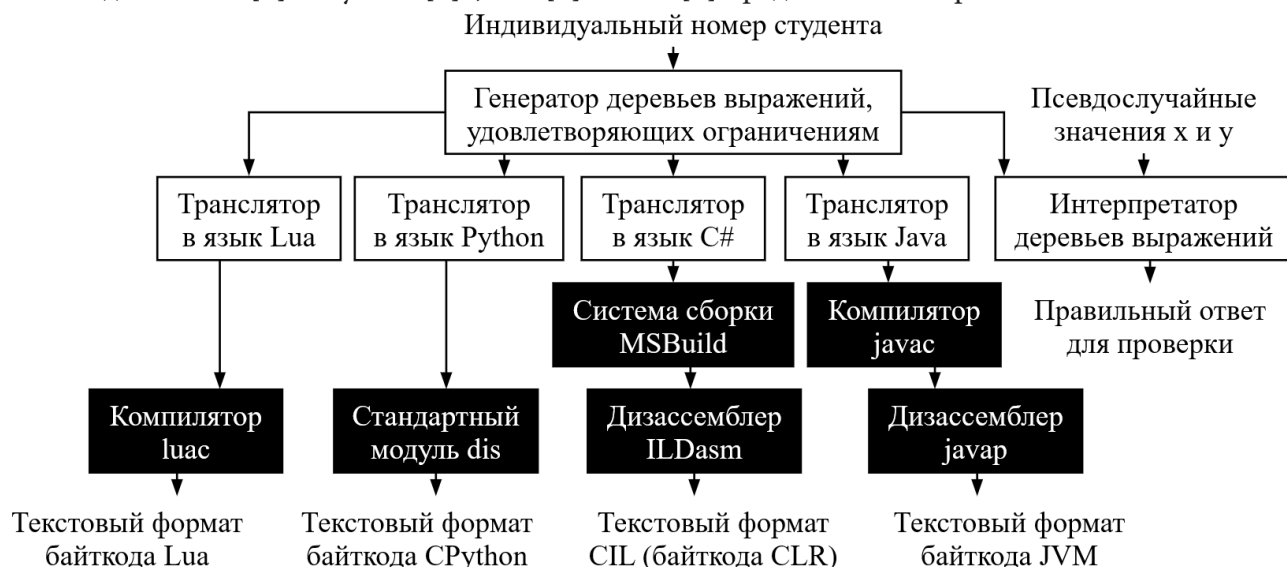 Индивидуальный номер студента
Генератор деревьев выражений,
удовлетворяющих ограничениям
Псевдослучайные
значения x и y
Транслятор
в язык Lua
Транслятор
в язык Python
Транслятор
в язык C#
Транслятор
в язык Java
Интерпретатор
деревьев выражений
Система сборки
MSBuild
Компилятор
javac
Правильный ответ
для проверки
Компилятор
luac
Стандартный
модуль dis
Дизассемблер
ILDasm
Дизассемблер
javap
Текстовый формат
байткода Lua
Текстовый формат
байткода CPython
Текстовый формат
CIL (байткода CLR)
Текстовый формат
байткода JVM